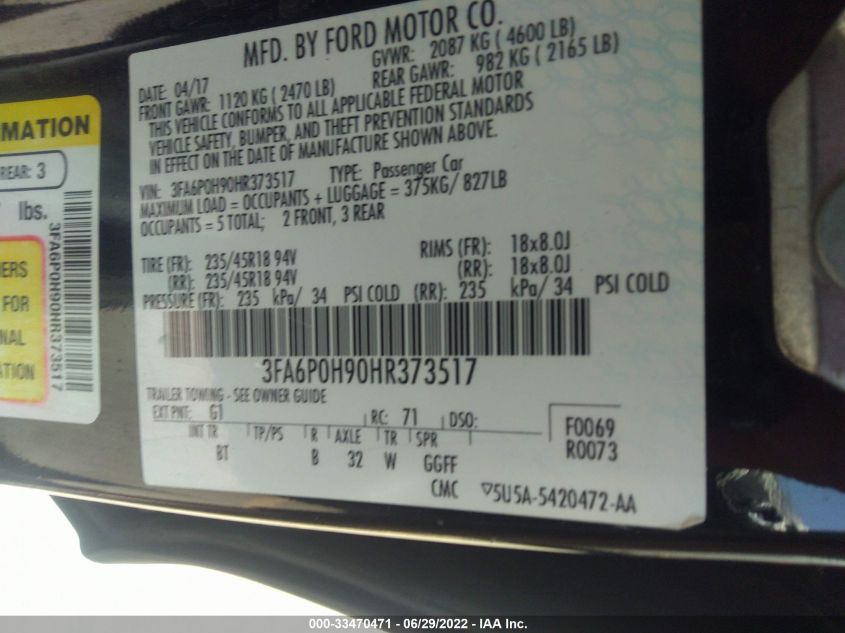 MFD. BY FORD MOTOR CO.
DATE: 04/17 GVWR: 2087 KG ( 4600 LB)
FRONT GAWR: 1120 KG ( 2470 LB) REAR GAWR: 982 KG ( 2165 LB)
THIS VEHICLE CONFORMS TO ALL APPLICABLE FEDERAL MOTOR
VEHICLE SAFETY, BUMPER, AND THEFT PREVENTION STANDARDS
IN EFFECT ON THE DATE OF MANUFACTURE SHOWN ABOVE.
VIN: 3FA6P0H90HR373517 TYPE: Passenger Car
MAXIMUM LOAD = OCCUPANTS + LUGGAGE = 375KG/ 827LB
OCCUPANTS = 5 TOTAL; 2 FRONT, 3 REAR
TIRE (FR): 235/45R18 94V RIMS (FR): 18x8.0J
(RR): 235/45R18 94V (RR): 18x8.0J
PRESSURE (FR): 235 kPa/ 34 PSI COLD (RR): 235 kPa/ 34 PSI COLD
3FA6P0H90HR373517
TRAILER TOWING - SEE OWNER GUIDE
EXT PNT: G1 RC: 71 DSO:
INT TR TP/PS R AXLE TR SPR
BT B 32 W GGFF
F0069
R0073
CMC 5U5A-5420472-AA
RMATION
REAR: 3
lbs.
3FA6P0H90HR373517
FOR
000-33470471 - 06/29/2022 - IAA Inc.